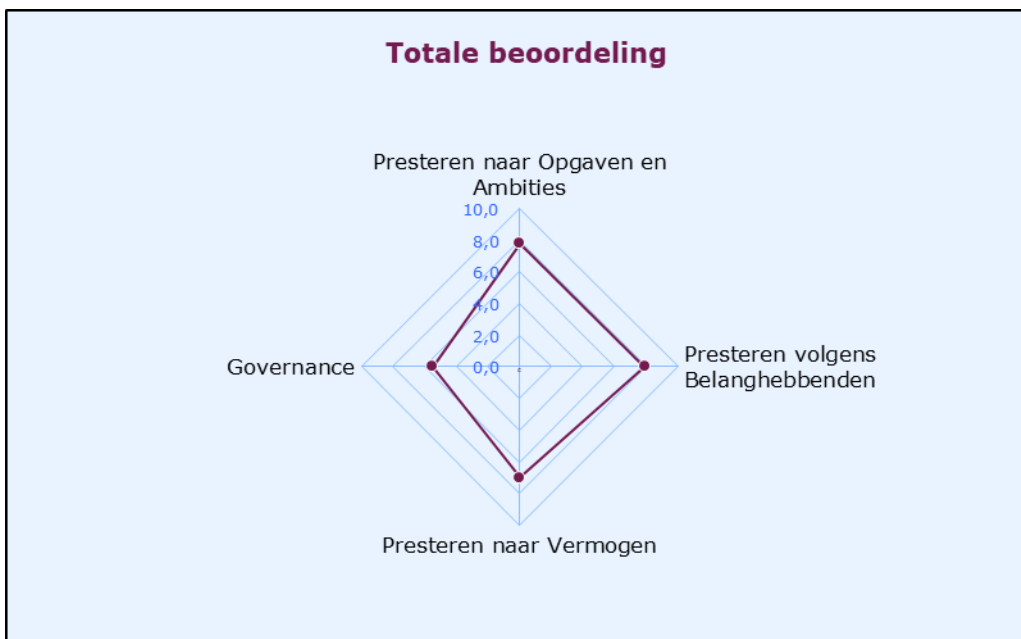 Totale beoordeling
Presteren naar Opgaven en
Ambities
10,0
8,0
6,0
4,0
2,0
0,0
Governance
Presteren volgens
Belanghebbenden
Presteren naar Vermogen